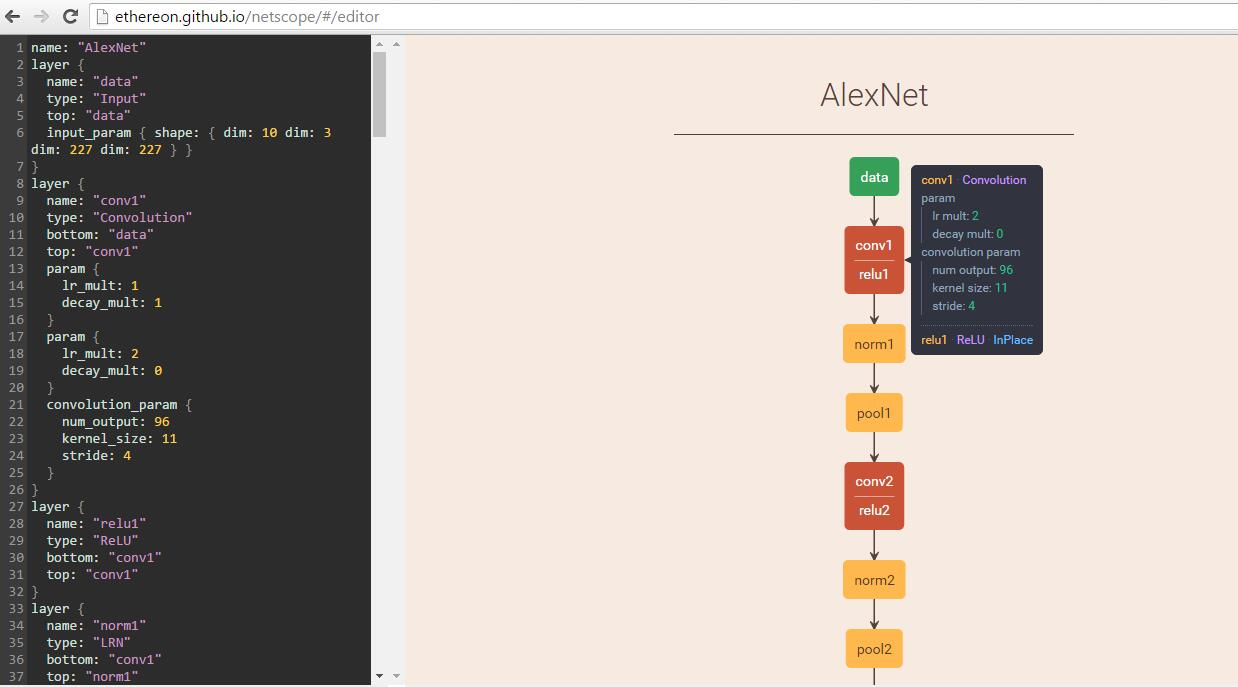 ethereon.github.io/netscope/#/editor
1 name: "AlexNet"
2 layer {
3 name: "data"
4 type: "Input"
5 top: "data"
6 input_param { shape: { dim: 10 dim: 3
dim: 227 dim: 227 } }
7 }
8 layer {
9 name: "conv1"
10 type: "Convolution"
11 bottom: "data"
12 top: "conv1"
13 param {
14 lr_mult: 1
15 decay_mult: 1
16 }
17 param {
18 lr_mult: 2
19 decay_mult: 0
20 }
21 convolution_param {
22 num_output: 96
23 kernel_size: 11
24 stride: 4
25 }
26 }
27 layer {
28 name: "relu1"
29 type: "ReLU"
30 bottom: "conv1"
31 top: "conv1"
32 }
33 layer {
34 name: "norm1"
35 type: "LRN"
36 bottom: "conv1"
37 top: "norm1"
AlexNet
data
conv1
relu1
norm1
pool1
conv2
relu2
norm2
pool2
conv1 · Convolution
param
lr mult: 2
decay mult: 0
convolution param
num output: 96
kernel size: 11
stride: 4
relu1 · ReLU · InPlace